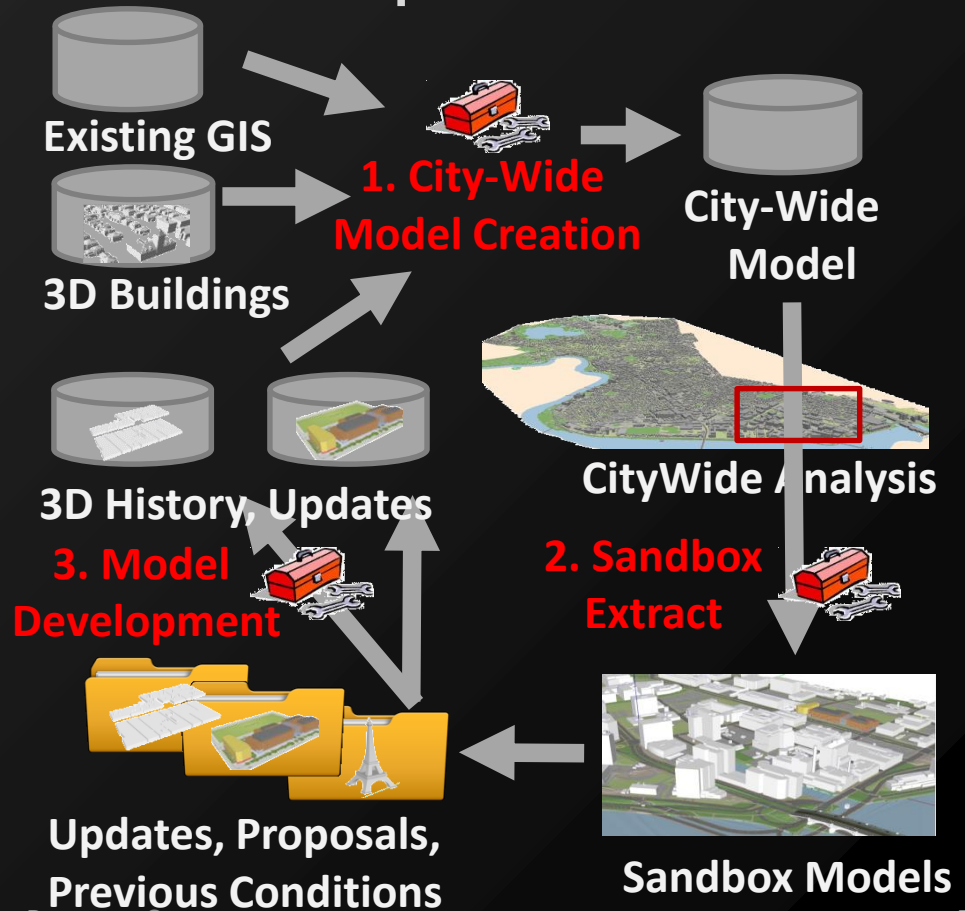 Existing GIS
1. City-Wide
Model Creation
City-Wide
Model
3D Buildings
CityWide Analysis
3D History, Updates
3. Model
Development
2. Sandbox
Extract
Updates, Proposals,
Previous Conditions
Sandbox Models